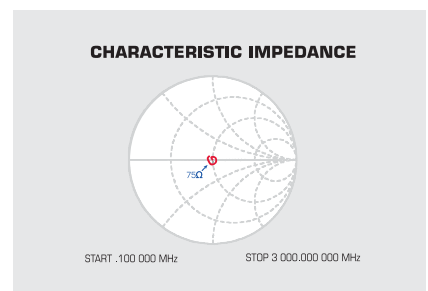 CHARACTERISTIC IMPEDANCE
75Ω
START .100 000 MHz
STOP 3 000.000 000 MHz